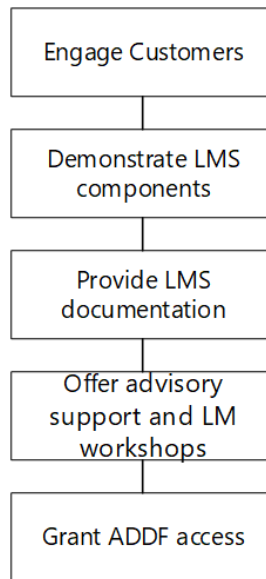 Engage Customers
Demonstrate LMS
components
Provide LMS
documentation
Offer advisory
support and LM
workshops
Grant ADDF access